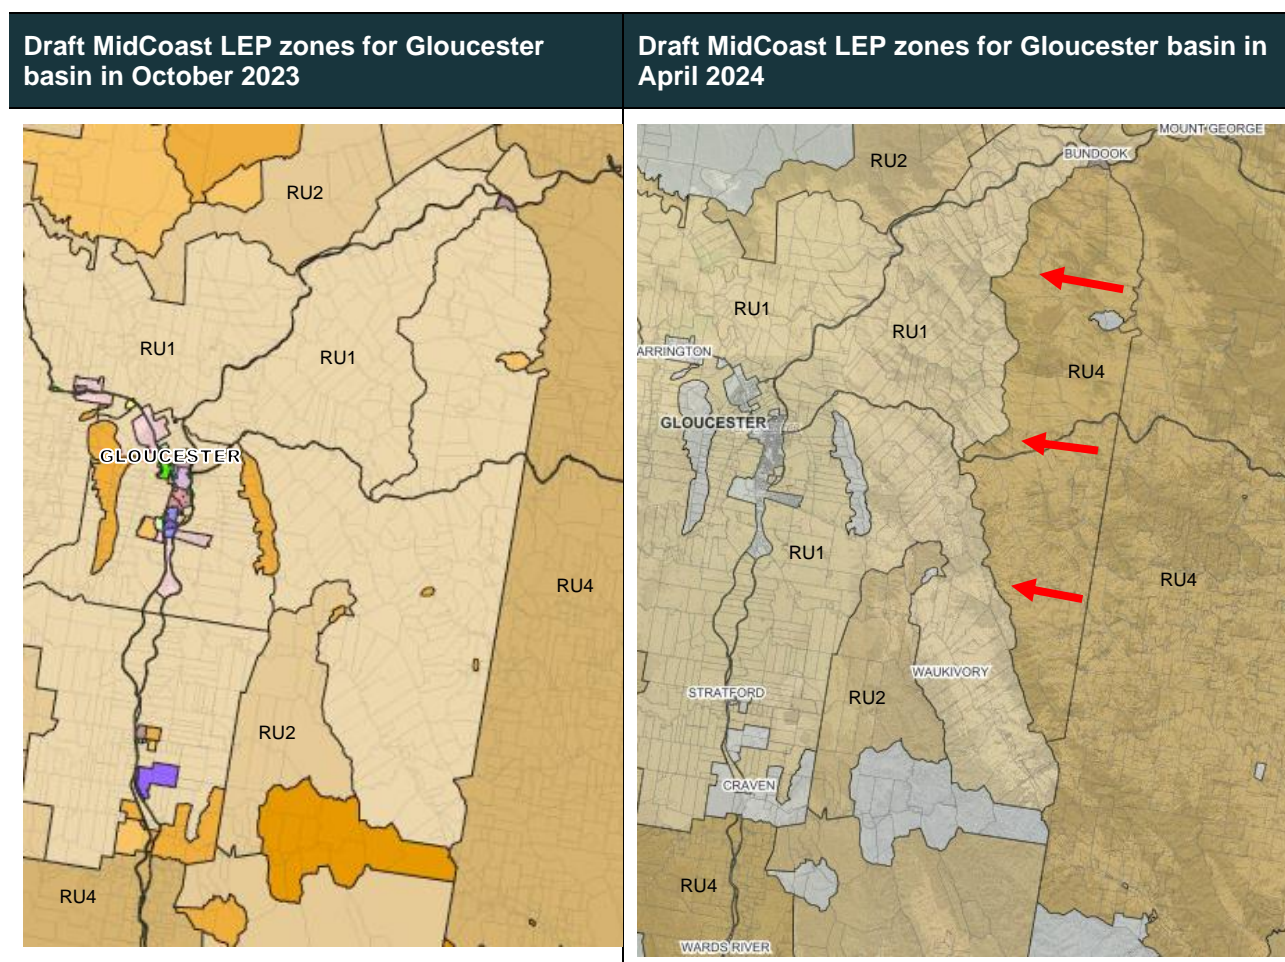 Draft MidCoast LEP zones for Gloucester
basin in October 2023
Draft MidCoast LEP zones for Gloucester basin in
April 2024
RU2
RU1
RU1
GLOUCESTER
RU4
RU2
RU4
MOUNT GEORGE
BUNDOOK
RU2
RU1
RU1
ARRINGTON
RU4
GLOUCESTER
RU1
RU4
WAUKIVORY
STRATFORD
RU2
CRAVEN
RU4
WARDS RIVER